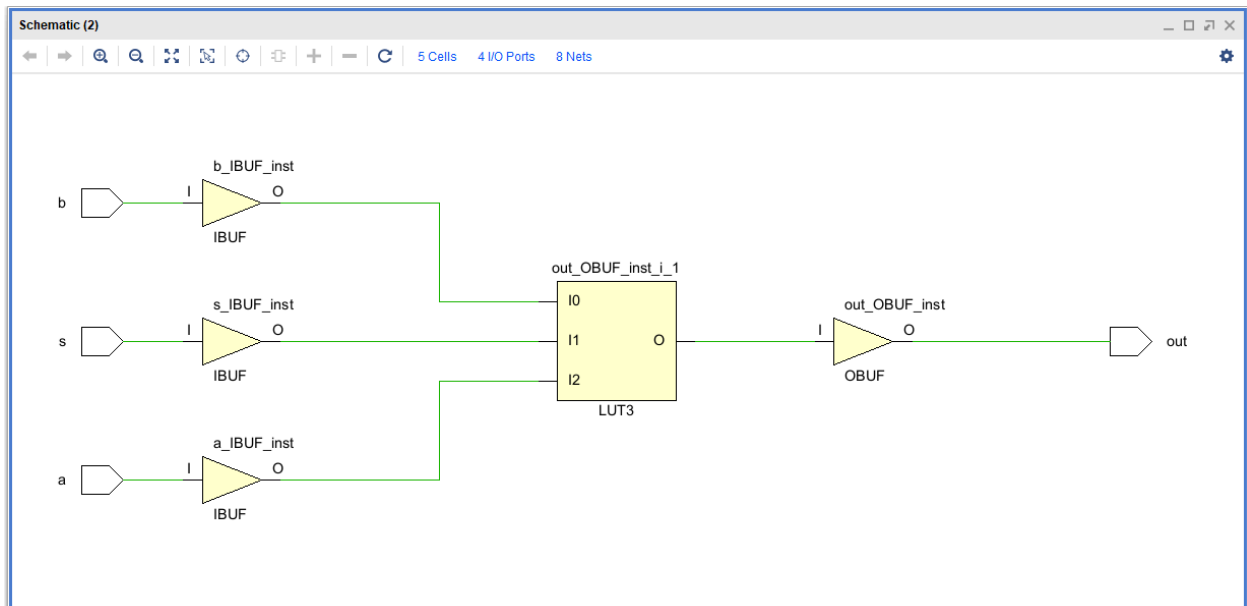 Schematic (2)
5 Cells 4 I/O Ports 8 Nets
b_IBUF_inst
b I O
IBUF
out_OBUF_inst_i_1
I0
s_IBUF_inst
out_OBUF_inst
s I O I1 O I O out
IBUF
OBUF
I2
LUT3
a_IBUF_inst
a I O
IBUF